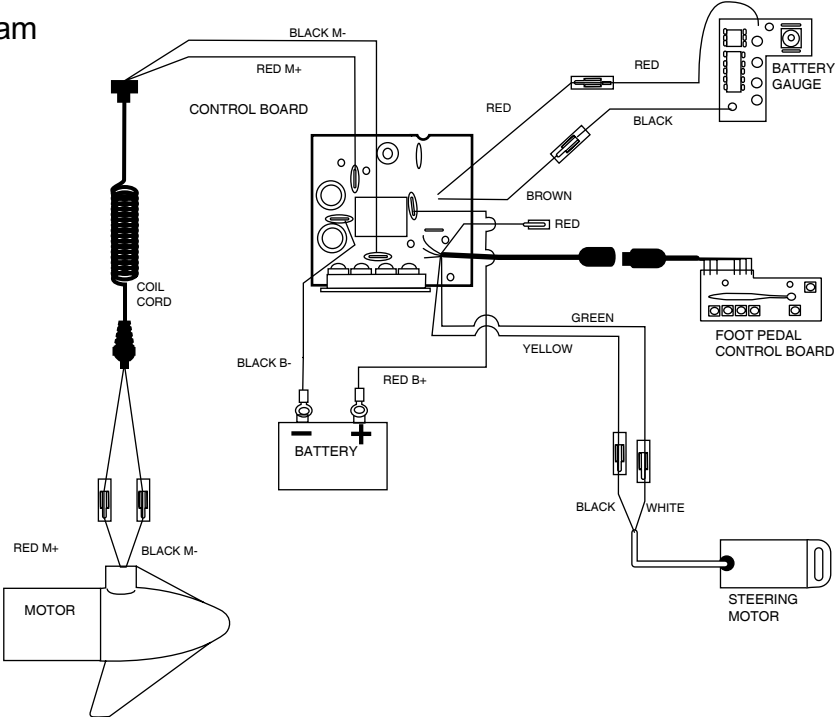 am
BLACK M-
RED M+
CONTROL BOARD
RED
RED
BATTERY
GAUGE
BLACK
BROWN
RED
COIL
CORD
GREEN
YELLOW
FOOT PEDAL
CONTROL BOARD
BLACK B-
RED B+
BATTERY
BLACK
WHITE
RED M+
BLACK M-
MOTOR
STEERING
MOTOR